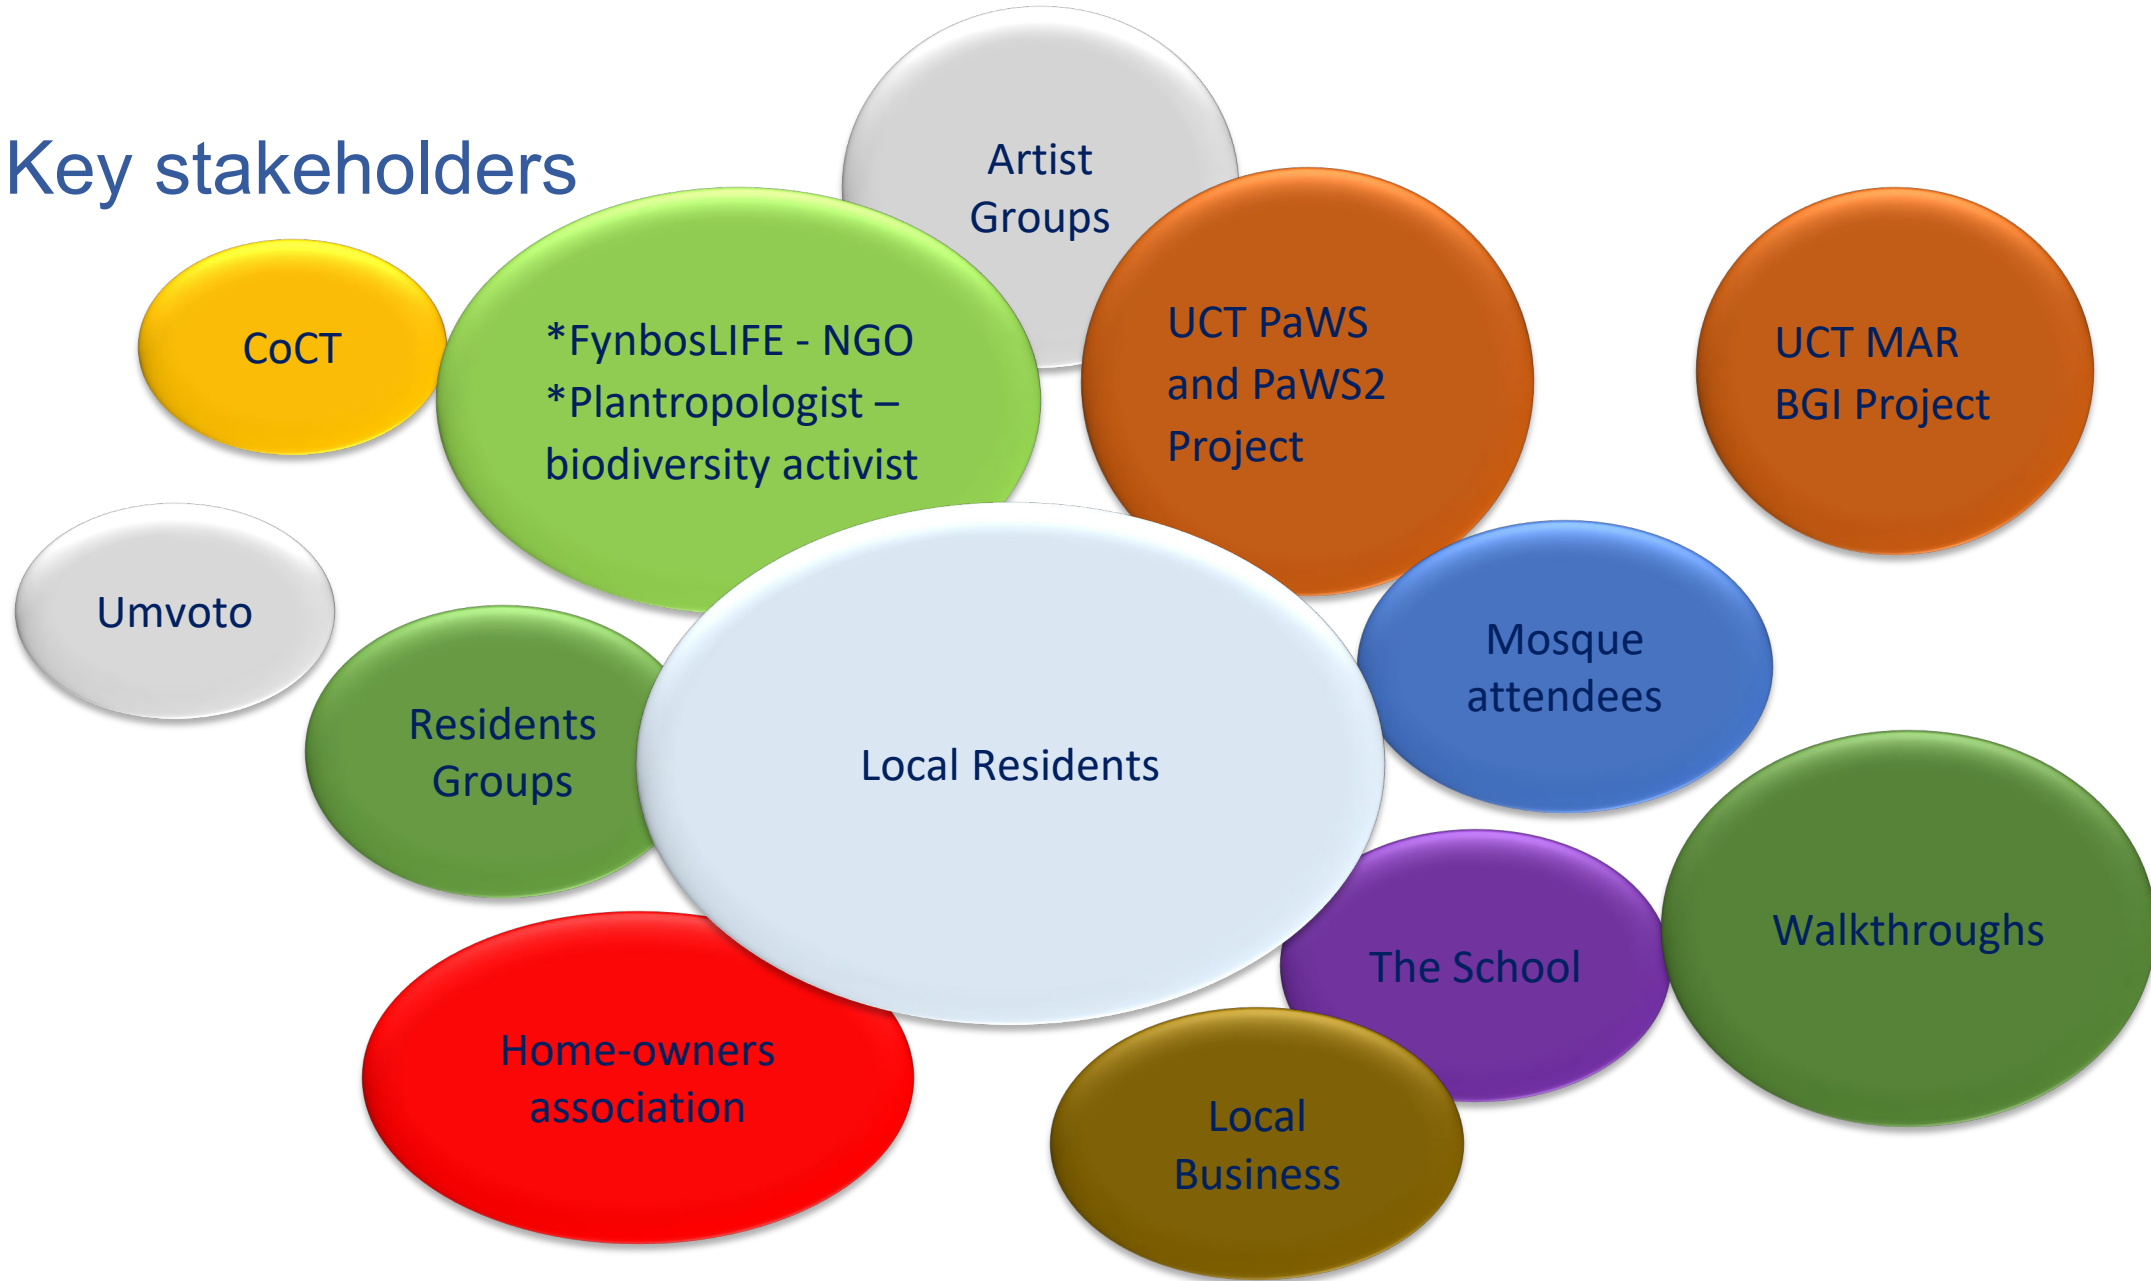 Key stakeholders
Artist
Groups
CoCT
*FynbosLIFE - NGO
*Plantropologist –
biodiversity activist
UCT PaWS
and PaWS2
Project
UCT MAR
BGI Project
Umvoto
Residents
Groups
Local Residents
Mosque
attendees
Walkthroughs
The School
Home-owners
association
Local
Business